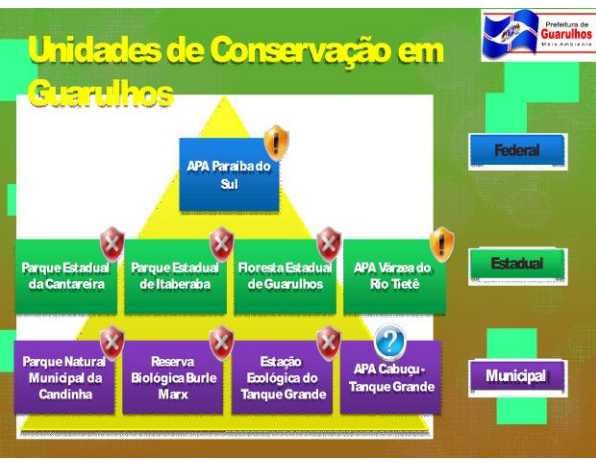 Unidades de Conservação em
Guarulhos
Prefeitura de
Guarulhos
Meio Ambiente
APA Paraíba do
Sul
Federal
Parque Estadual
da Cantareira
Parque Estadual
de Itaberaba
Floresta Estadual
de Guarulhos
APA Várzea do
Rio Tietê
Estadual
Parque Natural
Municipal da
Candinha
Reserva
Biológica Burle
Marx
Estação
Ecológica do
Tanque Grande
APA Cabuçu -
Tanque Grande
Municipal